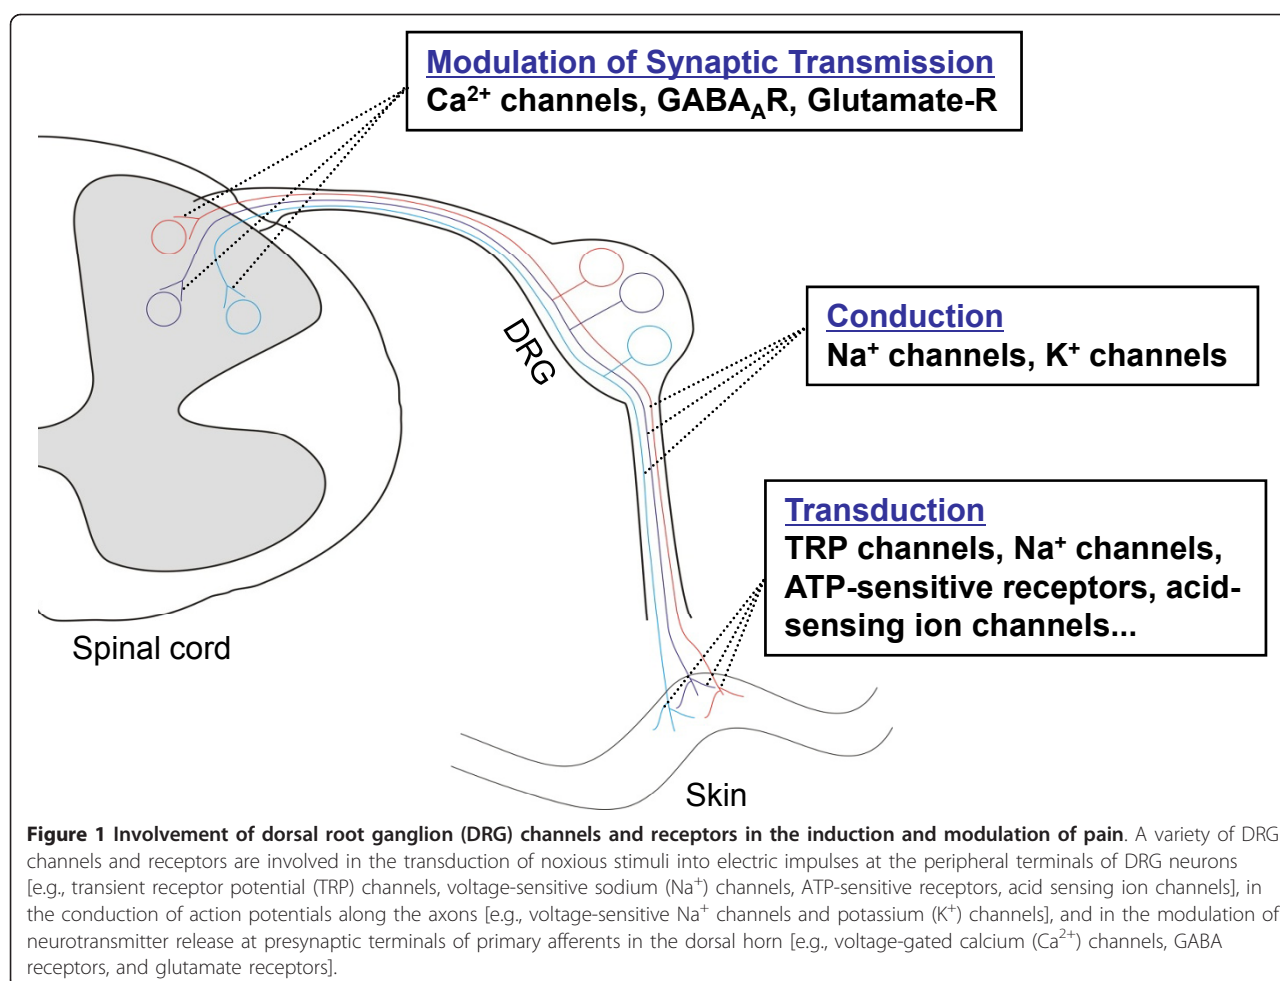 Modulation of Synaptic Transmission
Ca²⁺ channels, GABA_AR, Glutamate-R
DRG
Conduction
Na⁺ channels, K⁺ channels
Transduction
TRP channels, Na⁺ channels,
ATP-sensitive receptors, acid-
sensing ion channels...
Spinal cord
Skin
Figure 1 Involvement of dorsal root ganglion (DRG) channels and receptors in the induction and modulation of pain. A variety of DRG
channels and receptors are involved in the transduction of noxious stimuli into electric impulses at the peripheral terminals of DRG neurons
[e.g., transient receptor potential (TRP) channels, voltage-sensitive sodium (Na⁺) channels, ATP-sensitive receptors, acid sensing ion channels], in
the conduction of action potentials along the axons [e.g., voltage-sensitive Na⁺ channels and potassium (K⁺) channels], and in the modulation of
neurotransmitter release at presynaptic terminals of primary afferents in the dorsal horn [e.g., voltage-gated calcium (Ca²⁺) channels, GABA
receptors, and glutamate receptors].